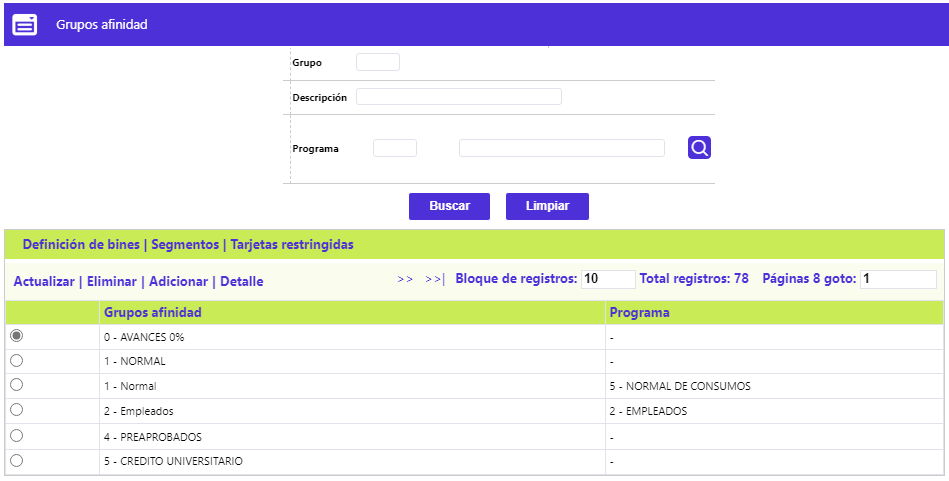 Grupos afinidad
Grupo
Descripción
Programa
Buscar Limpiar
Definición de bines | Segmentos | Tarjetas restringidas
Actualizar | Eliminar | Adicionar | Detalle >> >>| Bloque de registros: 10 Total registros: 78 Páginas 8 goto: 1
Grupos afinidad Programa
0 - AVANCES 0% -
1 - NORMAL -
1 - Normal 5 - NORMAL DE CONSUMOS
2 - Empleados 2 - EMPLEADOS
4 - PREAPROBADOS -
5 - CREDITO UNIVERSITARIO -